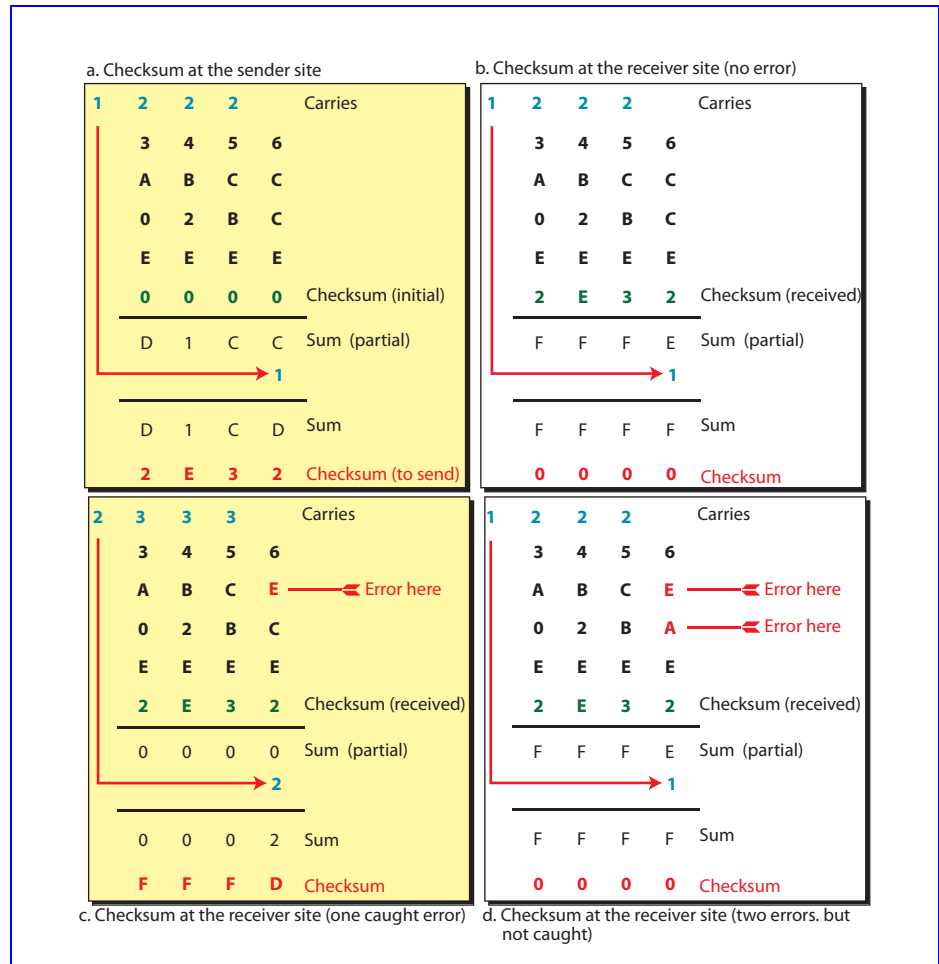 a. Checksum at the sender site
1 2 2 2 Carries
3 4 5 6
A B C C
0 2 B C
E E E E
0 0 0 0 Checksum (initial)
D 1 C C Sum (partial)
1
D 1 C D Sum
2 E 3 2 Checksum (to send)
b. Checksum at the receiver site (no error)
1 2 2 2 Carries
3 4 5 6
A B C C
0 2 B C
E E E E
2 E 3 2 Checksum (received)
F F F E Sum (partial)
1
F F F F Sum
0 0 0 0 Checksum
2 3 3 3 Carries
3 4 5 6
A B C E Error here
0 2 B C
E E E E
2 E 3 2 Checksum (received)
0 0 0 0 Sum (partial)
2
0 0 0 2 Sum
F F F D Checksum
c. Checksum at the receiver site (one caught error)
1 2 2 2 Carries
3 4 5 6
A B C E Error here
0 2 B A Error here
E E E E
2 E 3 2 Checksum (received)
F F F E Sum (partial)
1
F F F F Sum
0 0 0 0 Checksum
d. Checksum at the receiver site (two errors. but
not caught)